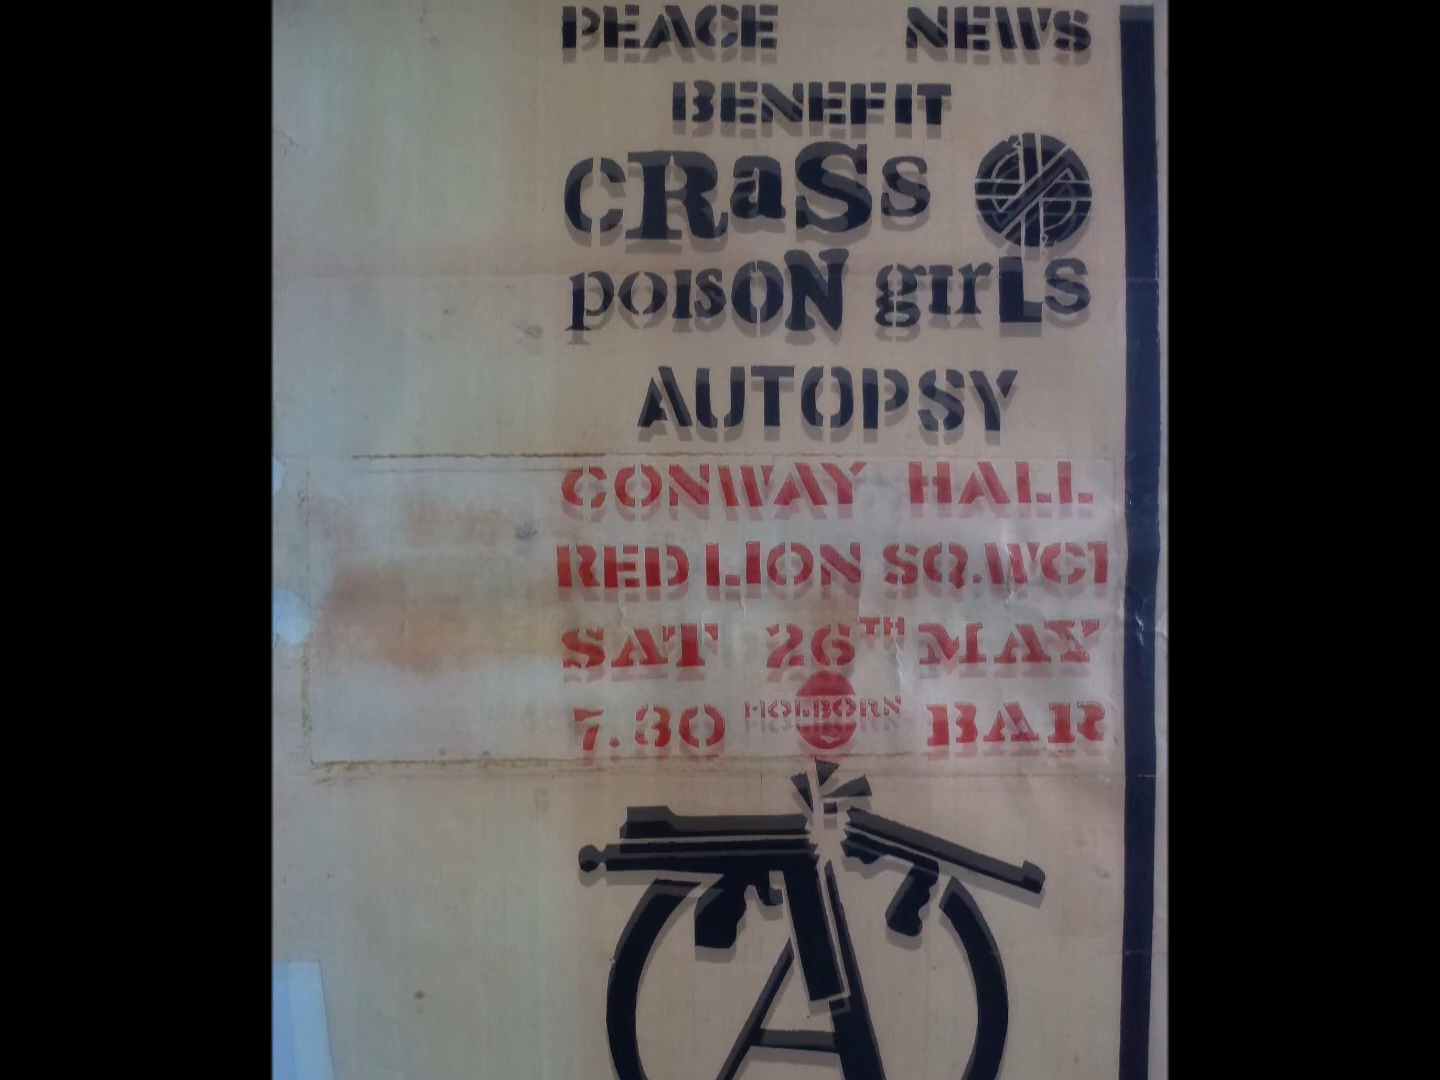 PEACE NEWS
BENEFIT
CRaSS
poisON girLS
AUTOPSY
CONWAY HALL
RED LION SQ.WC1
SAT 26TH MAY
7.30 HOLBORN BAR